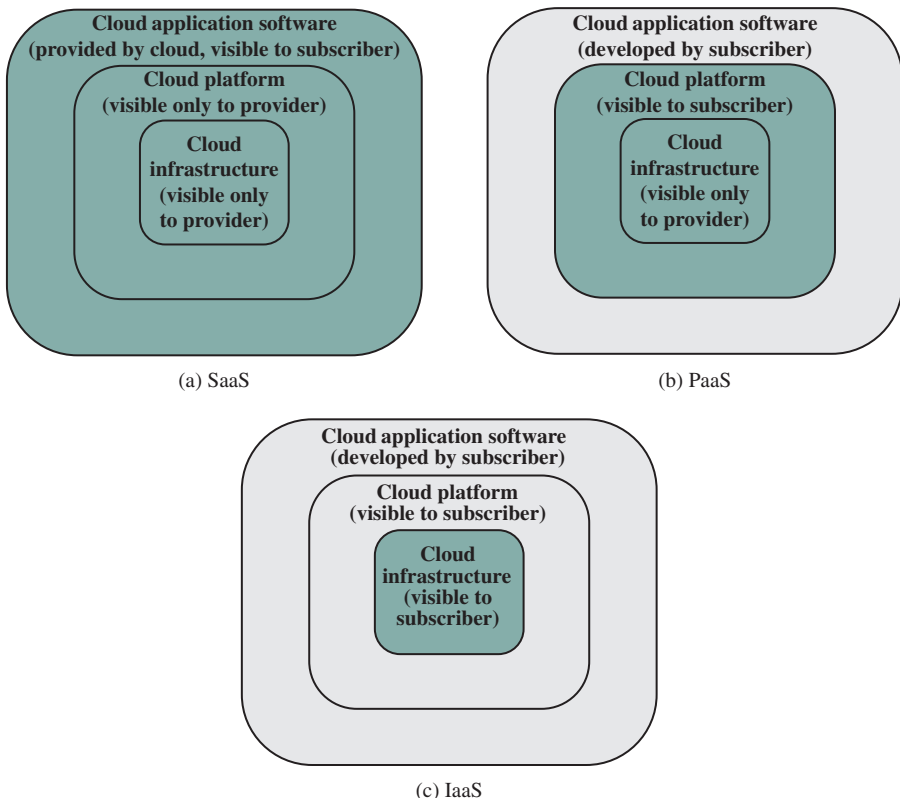 Cloud application software
(provided by cloud, visible to subscriber)
Cloud platform
(visible only to provider)
Cloud
infrastructure
(visible only
to provider)
(a) SaaS
Cloud application software
(developed by subscriber)
Cloud platform
(visible to subscriber)
Cloud
infrastructure
(visible only
to provider)
(b) PaaS
Cloud application software
(developed by subscriber)
Cloud platform
(visible to subscriber)
Cloud
infrastructure
(visible to
subscriber)
(c) IaaS